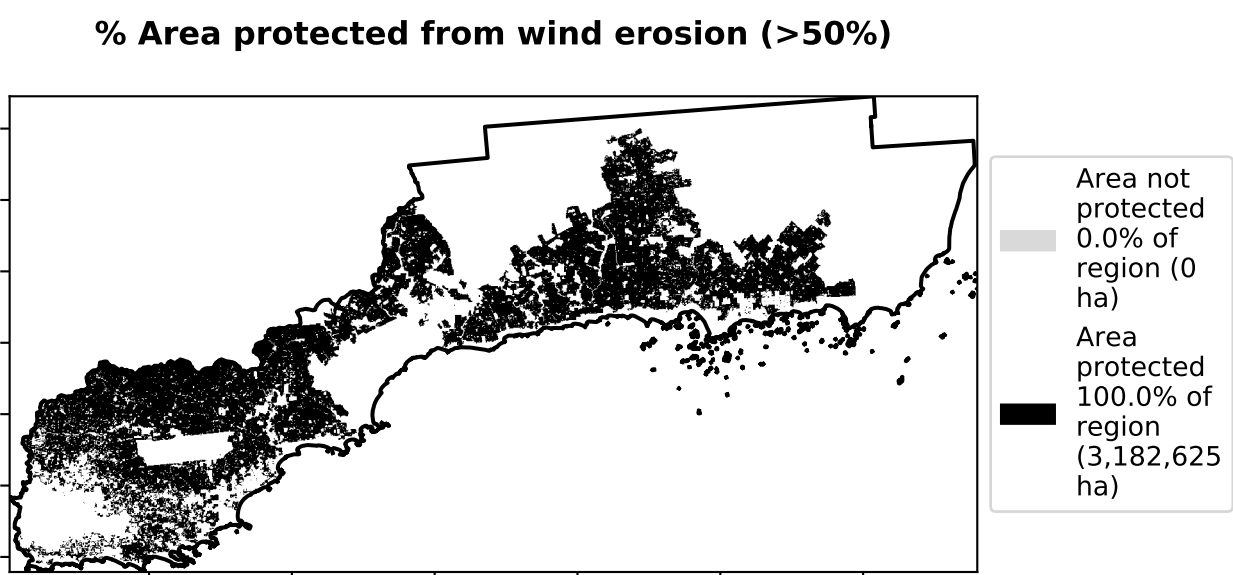 % Area protected from wind erosion (>50%)
Area not
protected
0.0% of
region (0
ha)
Area
protected
100.0% of
region
(3,182,625
ha)